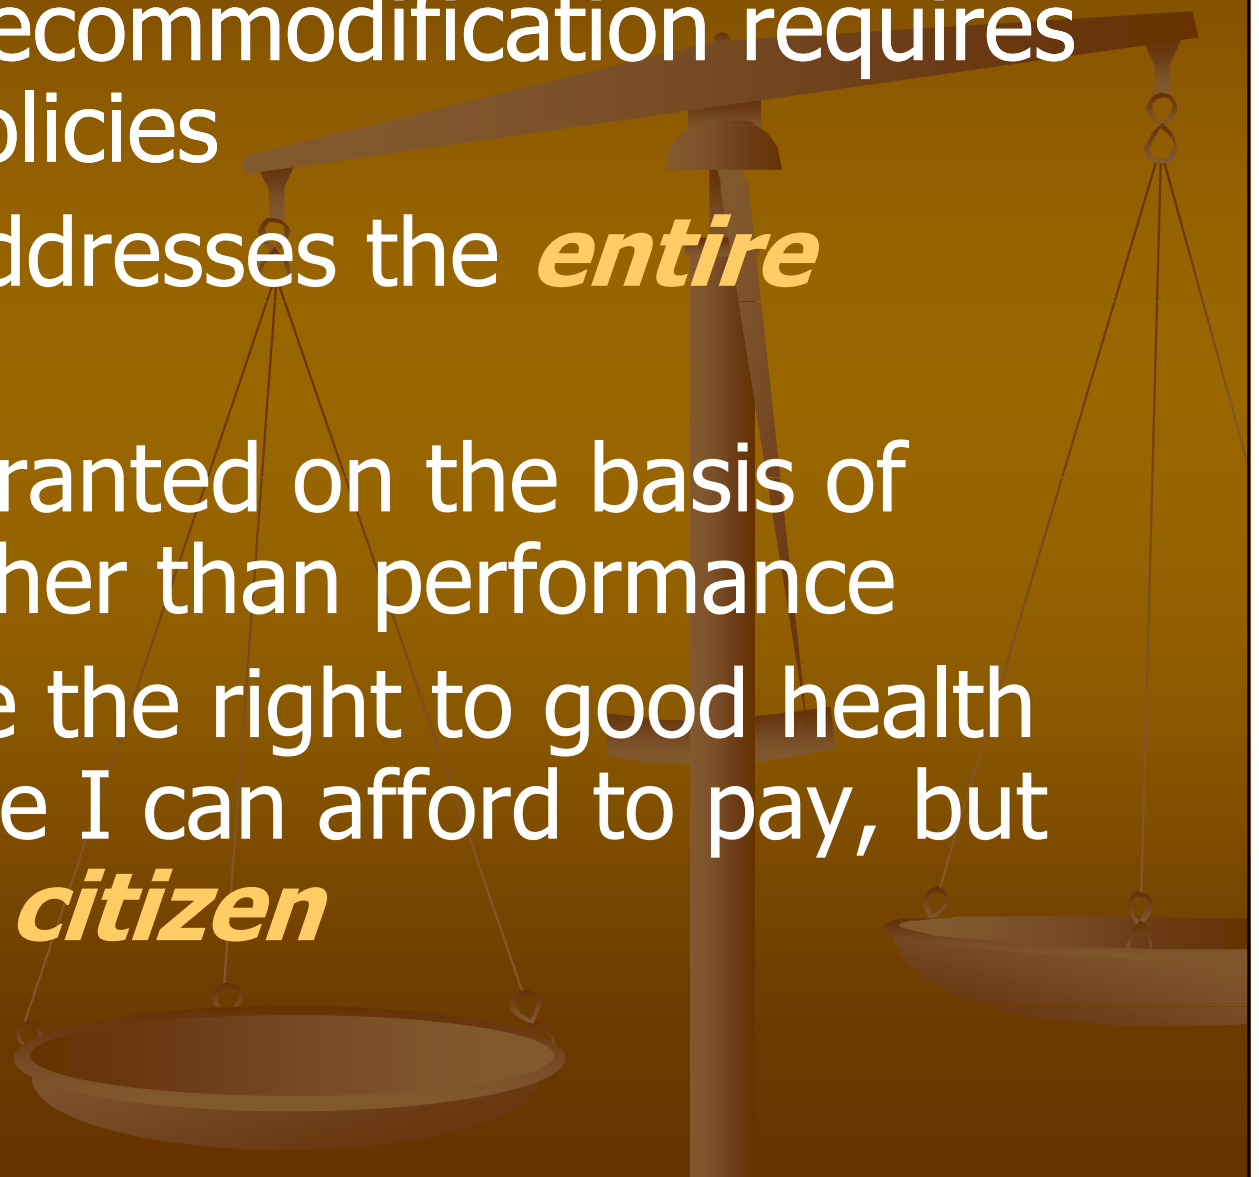 ecommodification requires
olicies
ddresses the entire
ranted on the basis of
her than performance
e the right to good health
e I can afford to pay, but
citizen